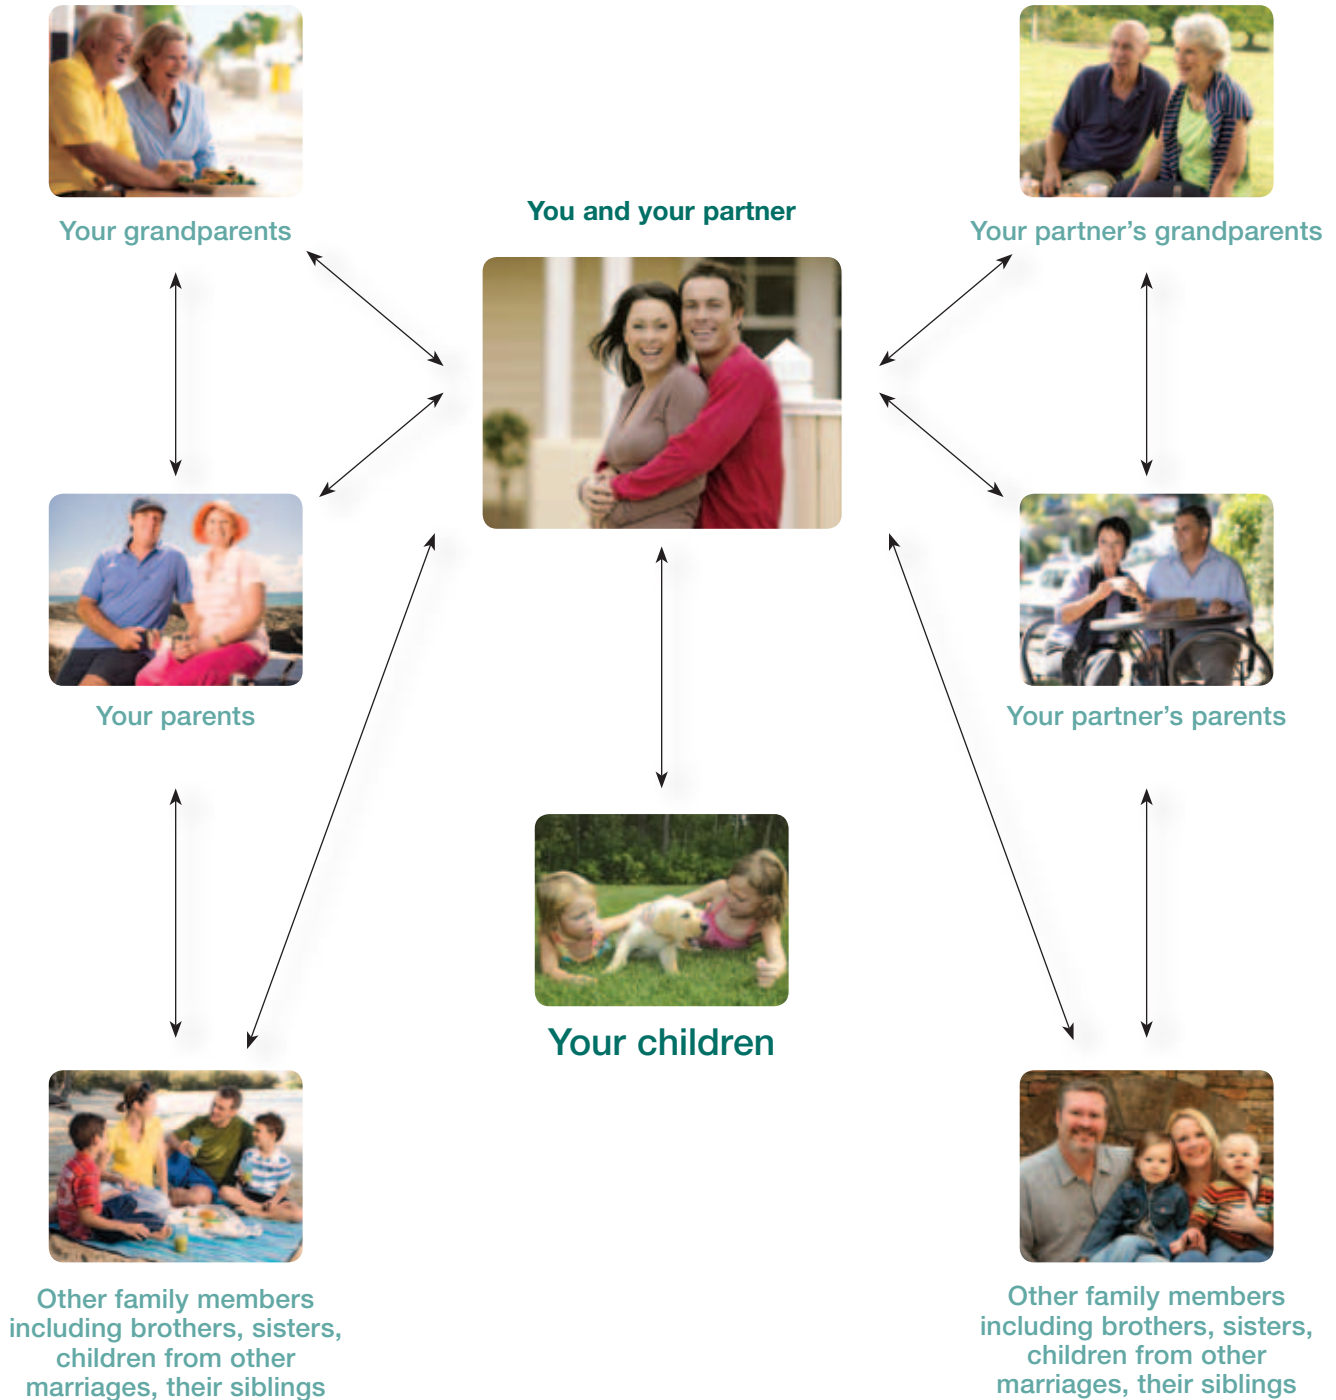 Your grandparents
You and your partner
Your partner's grandparents
Your parents
Your partner's parents
Your children
Other family members
including brothers, sisters,
children from other
marriages, their siblings
Other family members
including brothers, sisters,
children from other
marriages, their siblings